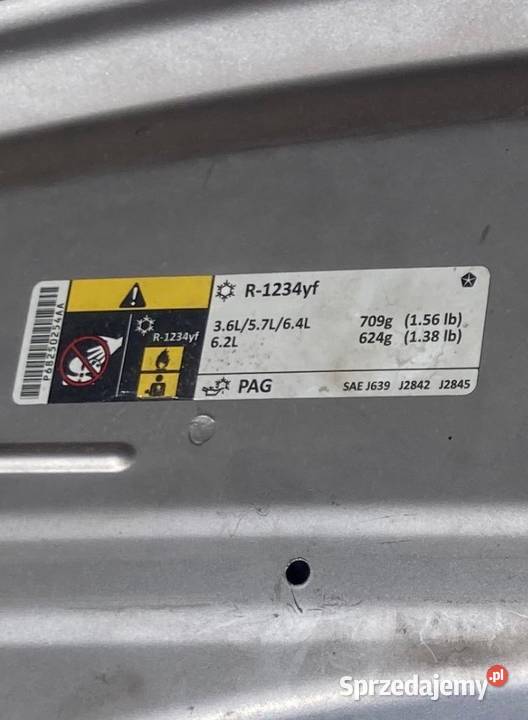 R-1234yf
3.6L/5.7L/6.4L 709g (1.56 lb)
6.2L 624g (1.38 lb)
PAG SAE J639 J2842 J2845
R-1234yf
P68250254AA
Sprzedajemy.pl